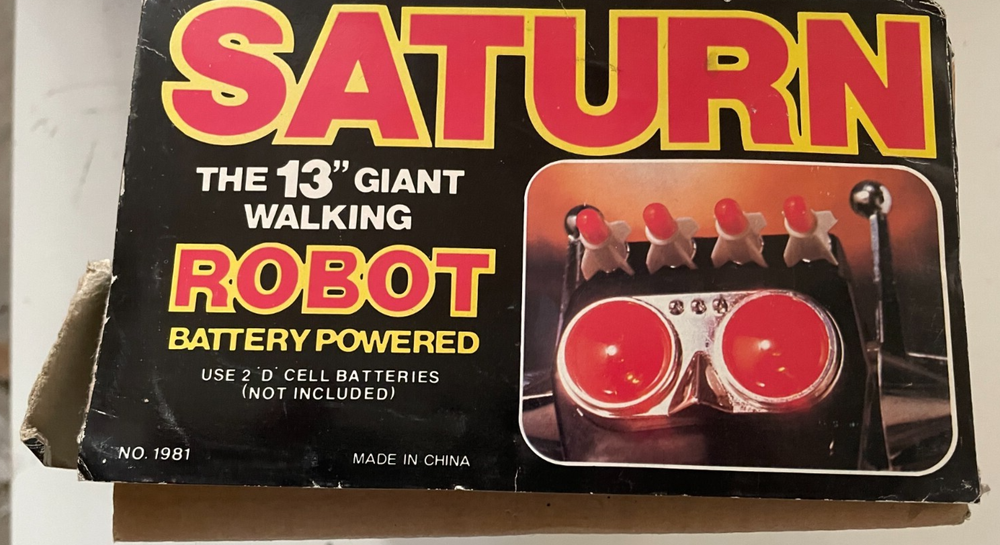 SATURN
THE 13" GIANT
WALKING
ROBOT
BATTERY POWERED
USE 2 'D' CELL BATTERIES
(NOT INCLUDED)
NO. 1981
MADE IN CHINA